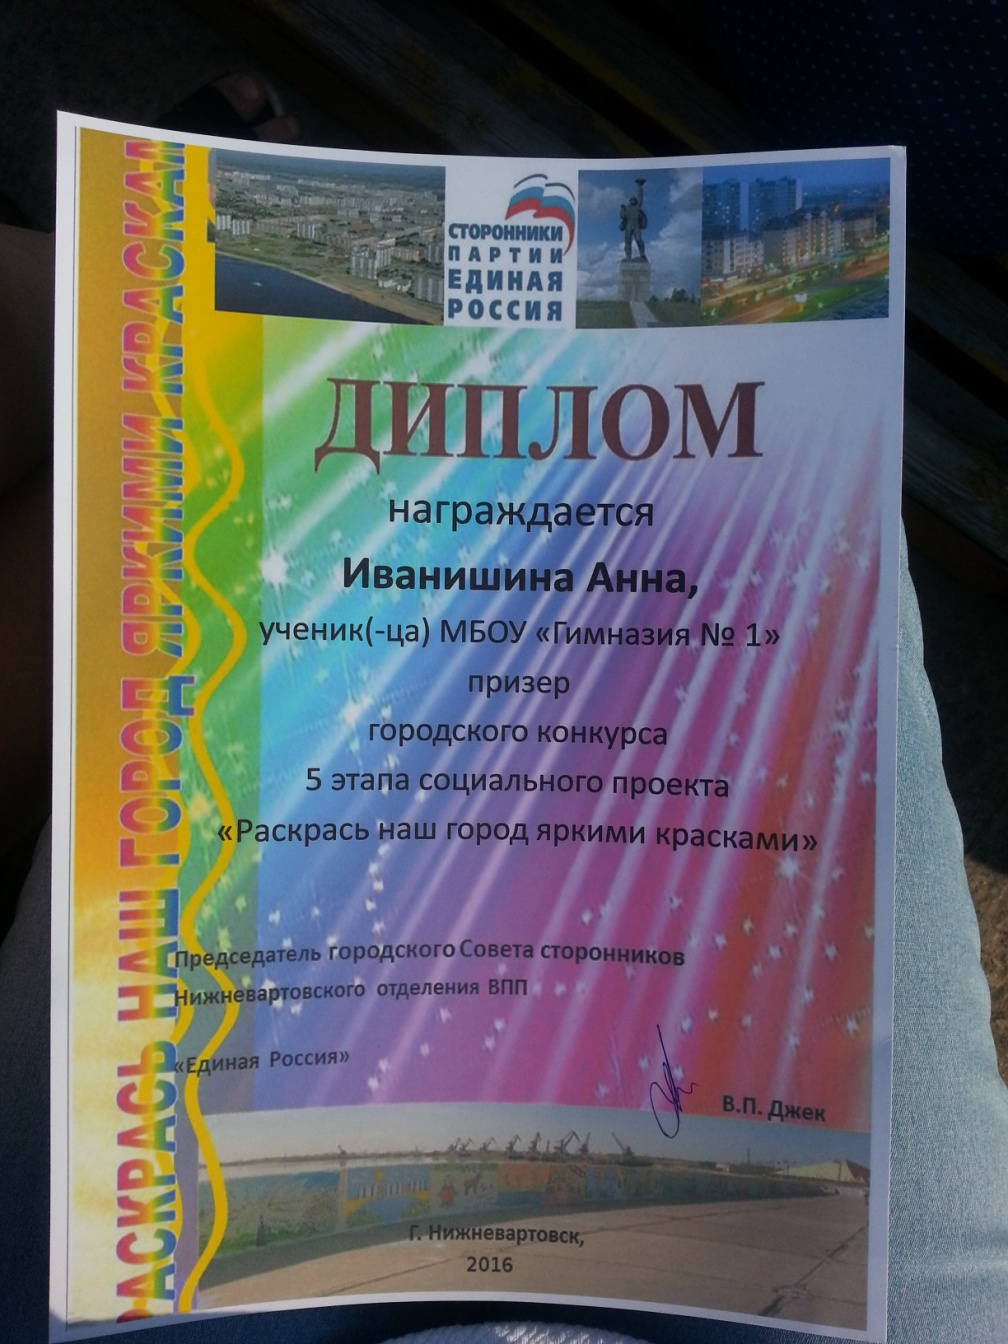 РАСКРАСЬ НАШ ГОРОД ЯРКИМИ КРАСКАМ
СТОРОННИКИ
ПАРТИИ
ЕДИНАЯ
РОССИЯ
ДИПЛОМ
награждается
Иванишина Анна,
ученик(-ца) МБОУ «Гимназия № 1»
призер
городского конкурса
5 этапа социального проекта
«Раскрась наш город яркими красками»
Председатель городского Совета сторонников
Нижневартовского отделения ВПП
«Единая Россия»
В.П. Джек
Г. Нижневартовск,
2016